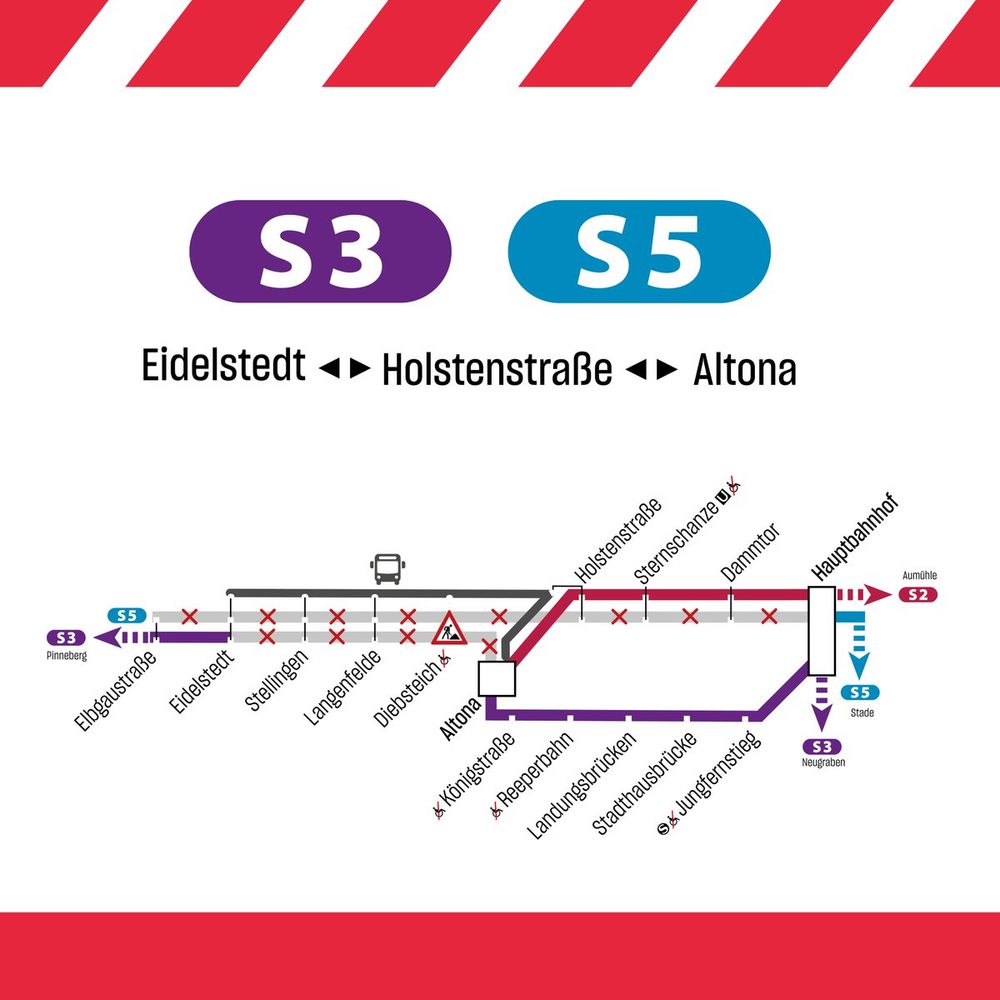 S3 S5
Eidelstedt ◄► Holstenstraße ◄► Altona
Holstenstraße
Sternschanze U
Dammtor
Hauptbahnhof
Aumühle
S2
S5
S3
Pinneberg
Elbgaustraße
Eidelstedt
Stellingen
Langenfelde
Diebsteich
Altona
Königstraße
Reeperbahn
Landungsbrücken
Stadthausbrücke
S Jungfernstieg
S5
Stade
S3
Neugraben